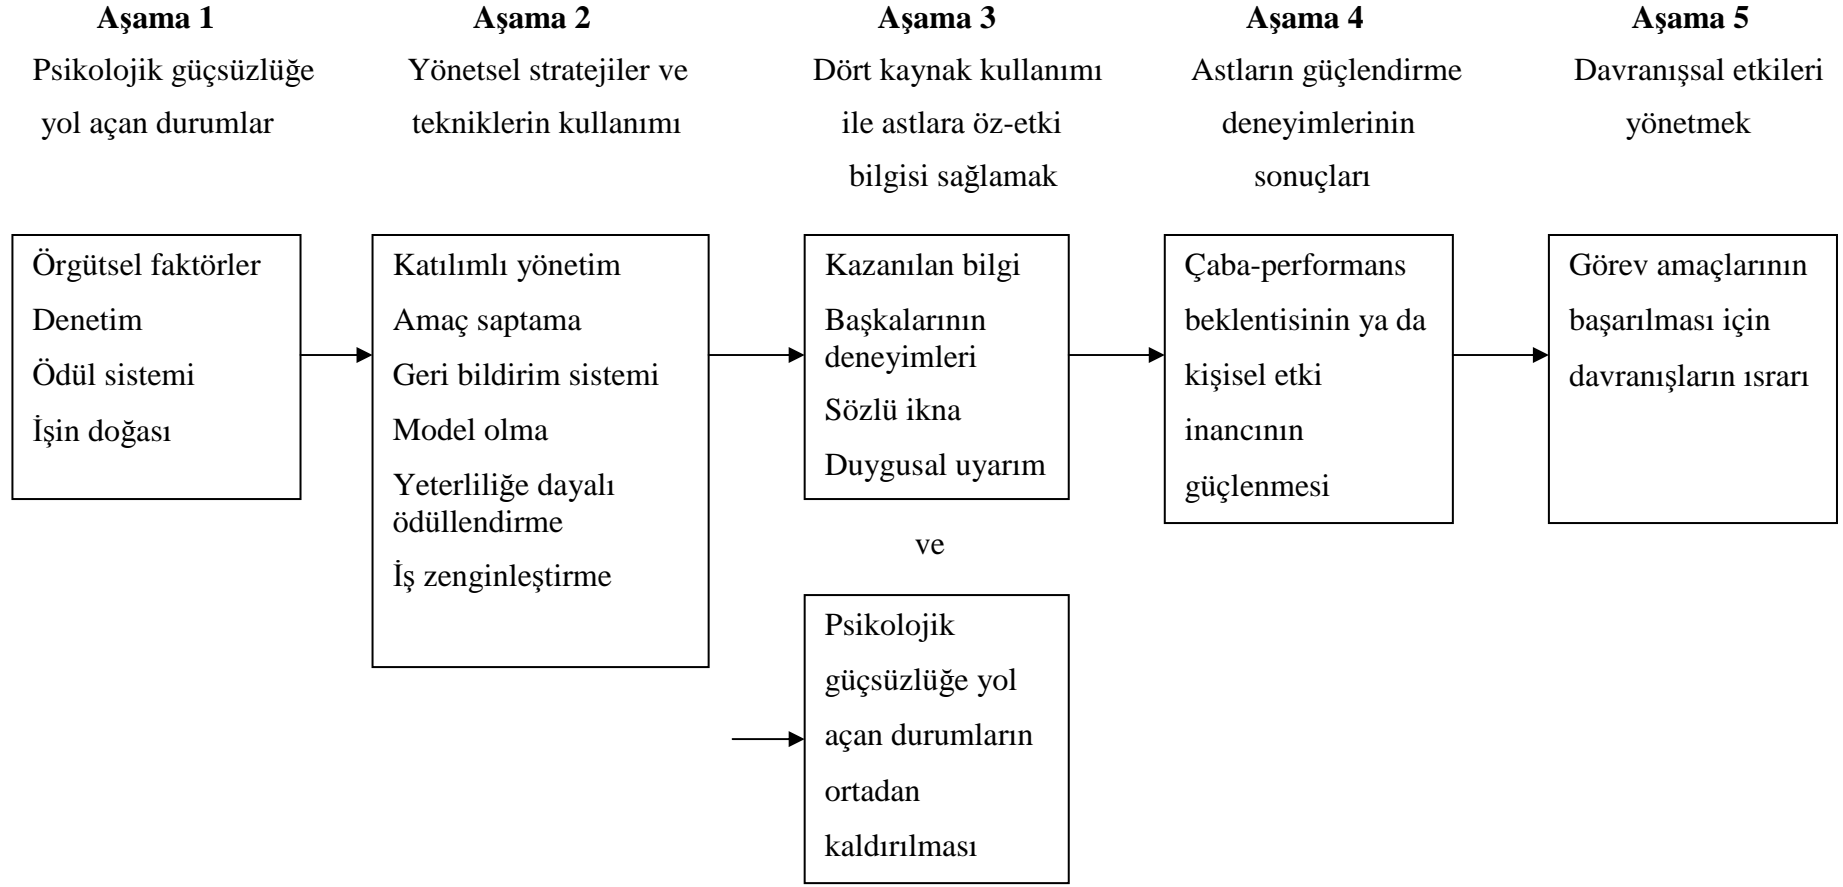 Aşama 1
Psikolojik güçsüzlüğe
yol açan durumlar
Örgütsel faktörler
Denetim
Ödül sistemi
İşin doğası
Aşama 2
Yönetsel stratejiler ve
tekniklerin kullanımı
Katılımlı yönetim
Amaç saptama
Geri bildirim sistemi
Model olma
Yeterliliğe dayalı
ödüllendirme
İş zenginleştirme
Aşama 3
Dört kaynak kullanımı
ile astlara öz-etki
bilgisi sağlamak
Kazanılan bilgi
Başkalarının
deneyimleri
Sözlü ikna
Duygusal uyarım
ve
Psikolojik
güçsüzlüğe yol
açan durumların
ortadan
kaldırılması
Aşama 4
Astların güçlendirme
deneyimlerinin
sonuçları
Çaba-performans
beklentisinin ya da
kişisel etki
inancının
güçlenmesi
Aşama 5
Davranışsal etkileri
yönetmek
Görev amaçlarının
başarılması için
davranışların ısrarı